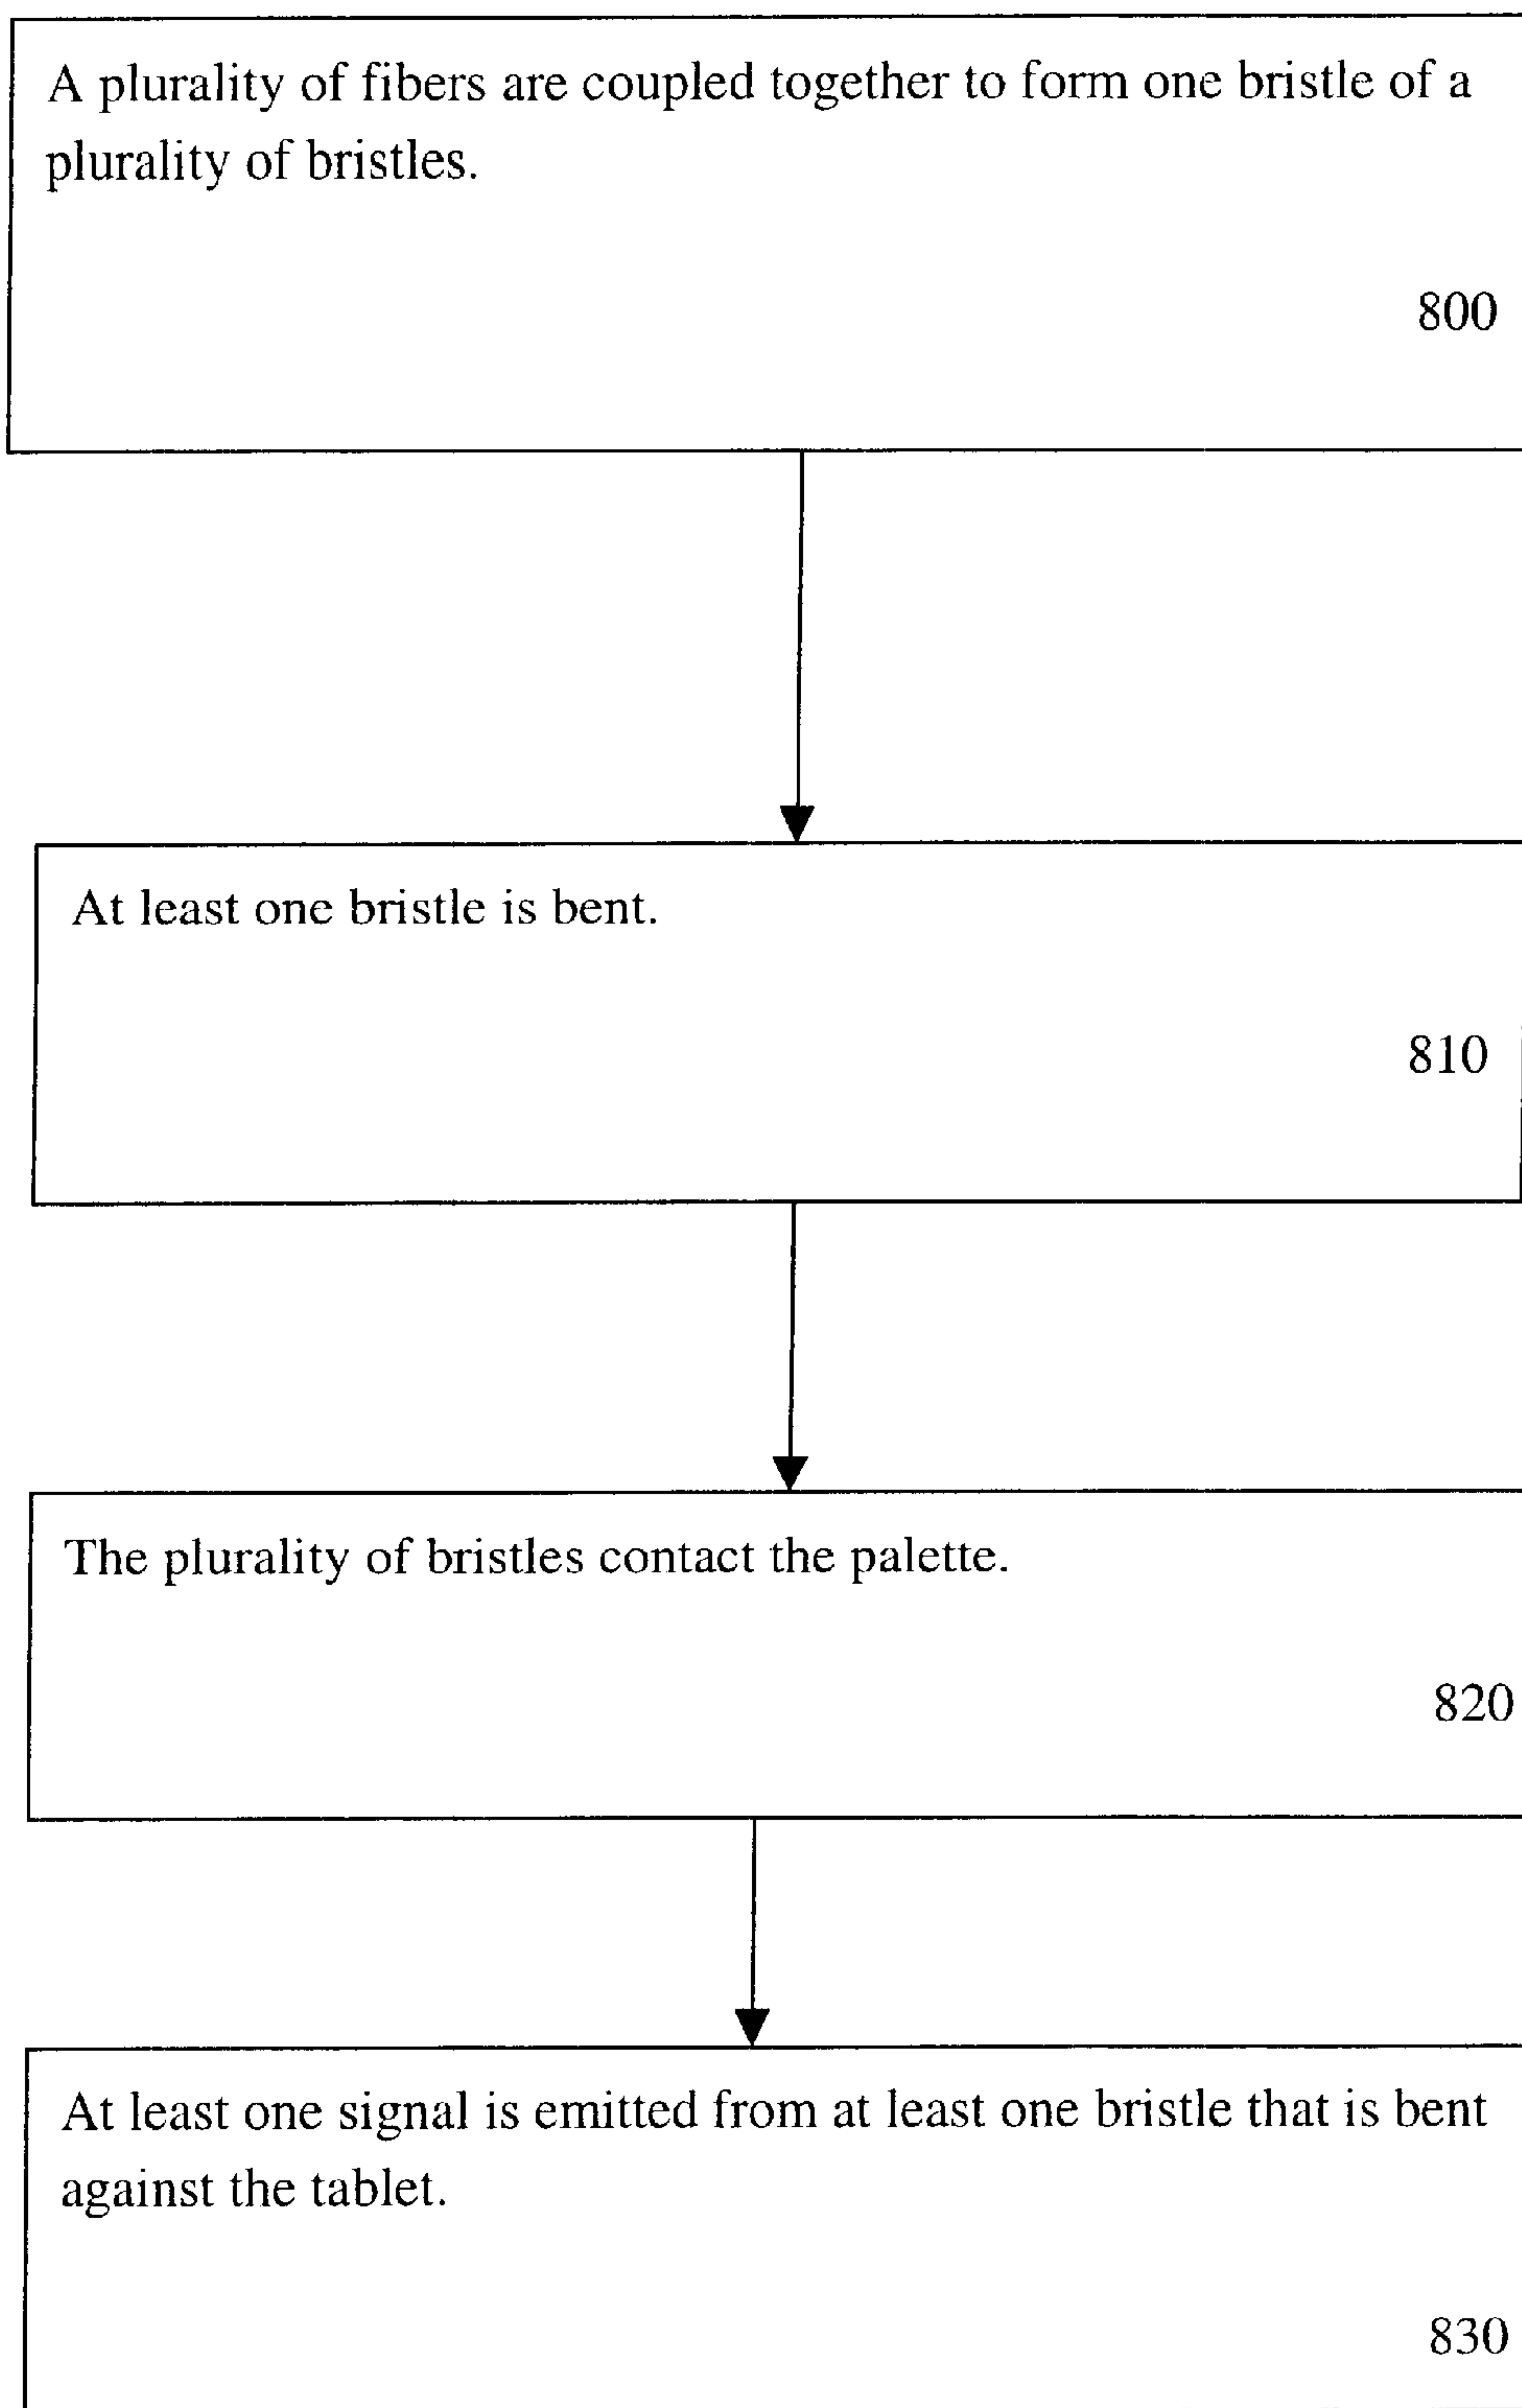 A plurality of fibers are coupled together to form one bristle of a
plurality of bristles.
800
At least one bristle is bent.
810
The plurality of bristles contact the palette.
820
At least one signal is emitted from at least one bristle that is bent
against the tablet.
830